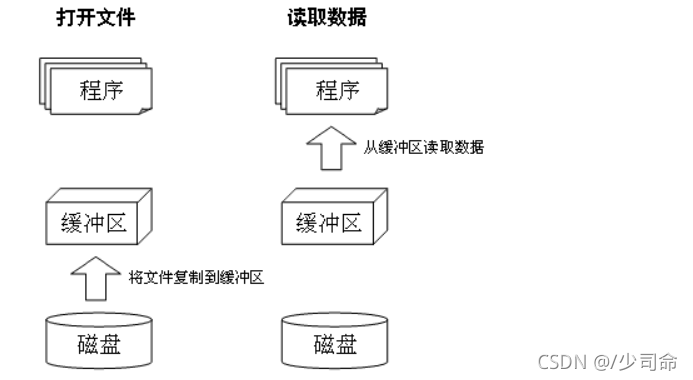 打开文件
读取数据
程序
程序
从缓冲区读取数据
缓冲区
缓冲区
将文件复制到缓冲区
磁盘
磁盘
CSDN @/少司命